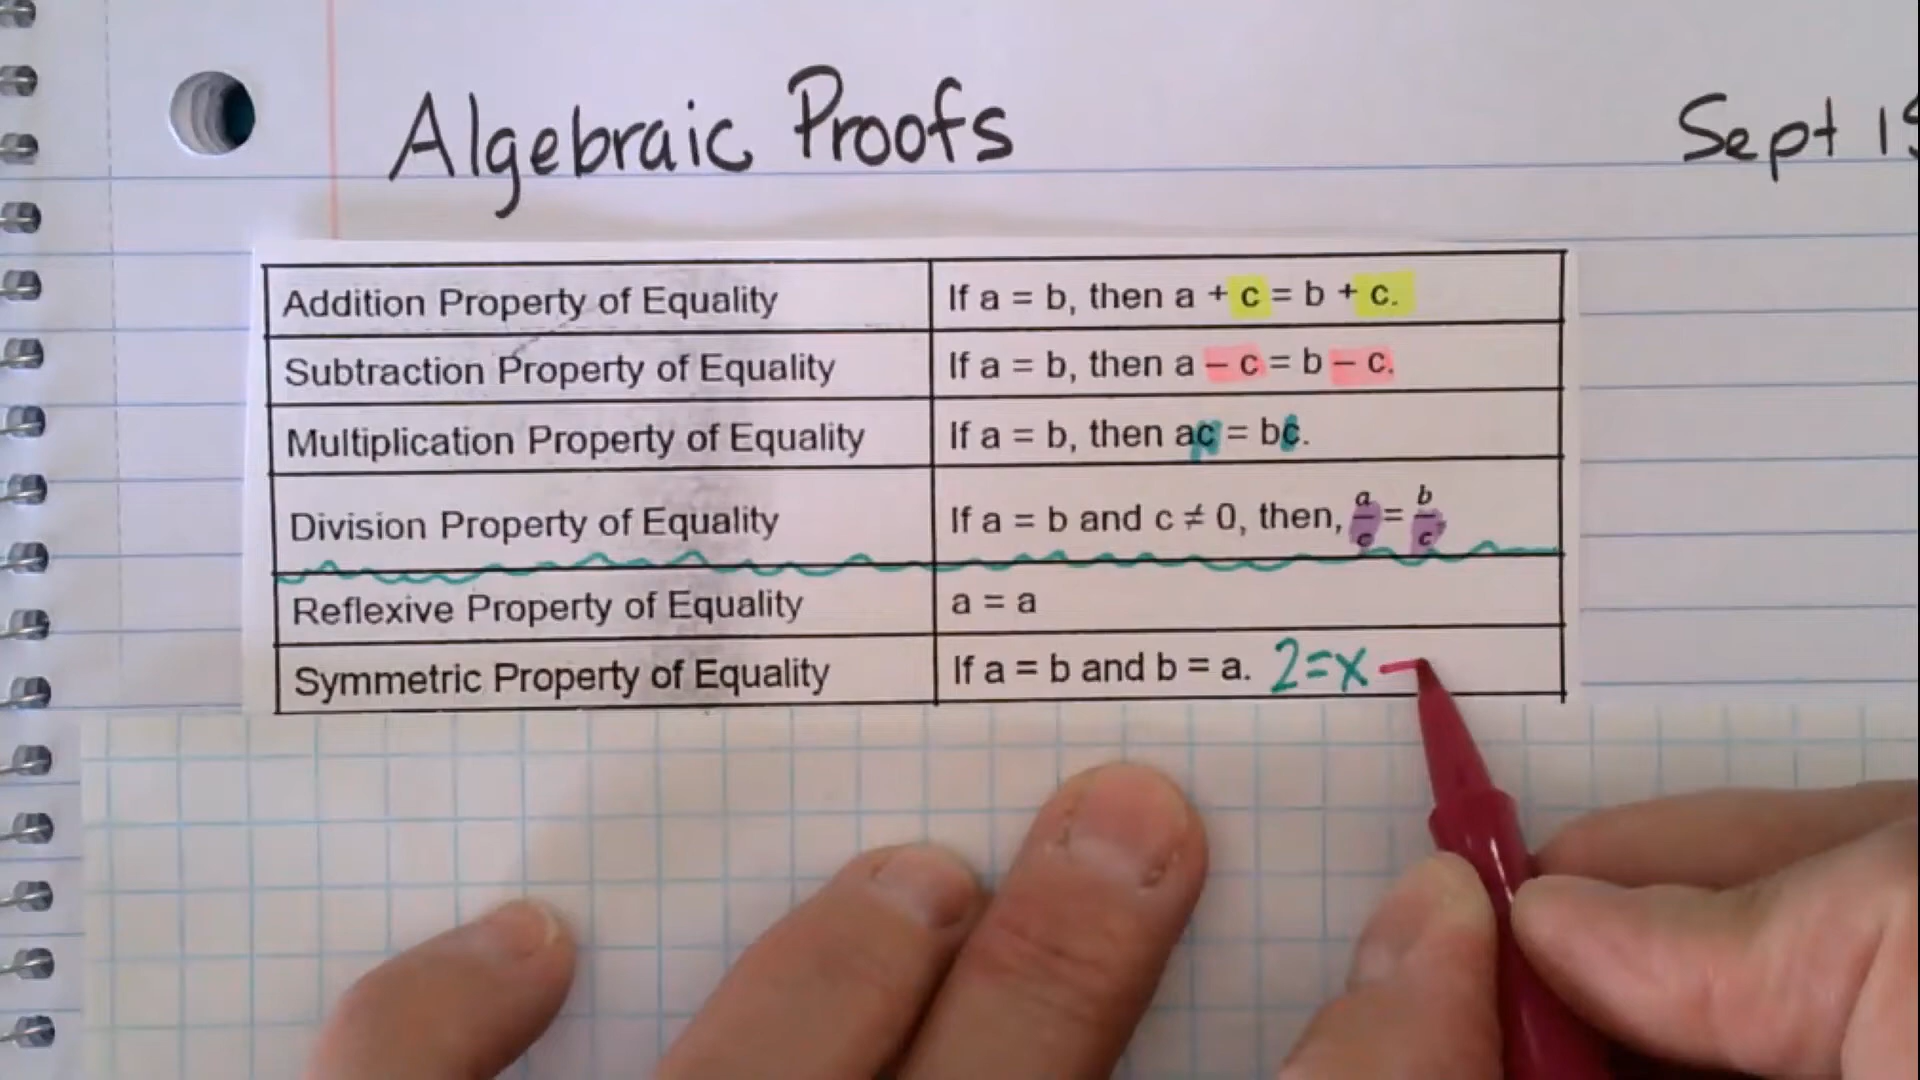 Algebraic Proofs
Sept 1
Addition Property of Equality
If a = b, then a + c = b + c.
Subtraction Property of Equality
If a = b, then a – c = b – c.
Multiplication Property of Equality
If a = b, then ac = bc.
Division Property of Equality
If a = b and c ≠ 0, then, a/c = b/c.
Reflexive Property of Equality
a = a
Symmetric Property of Equality
If a = b and b = a. 2=x